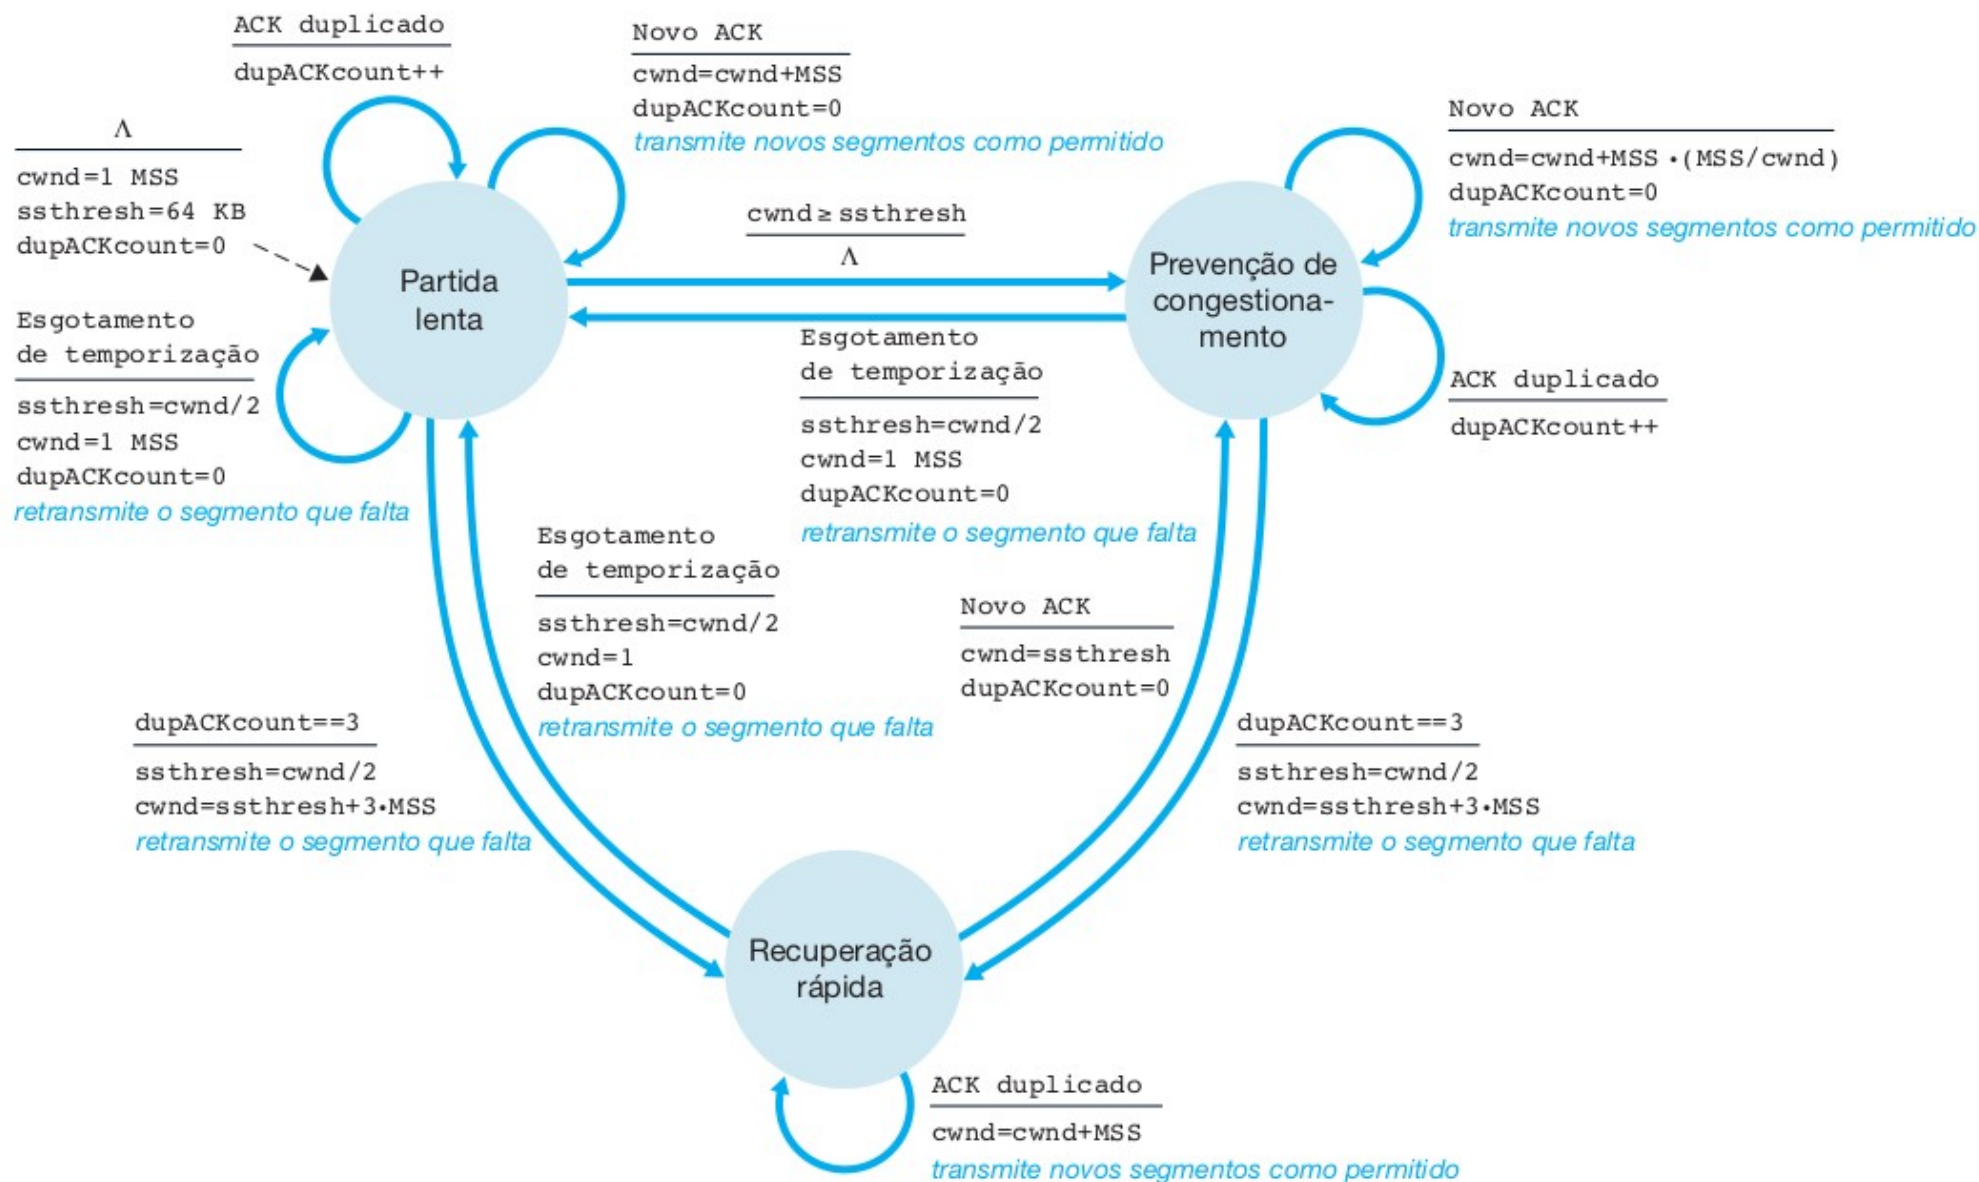 ACK duplicado
dupACKcount++
Novo ACK
cwnd=cwnd+MSS
dupACKcount=0
transmite novos segmentos como permitido
Λ
cwnd=1 MSS
ssthresh=64 KB
dupACKcount=0
Partida
lenta
cwnd≥ssthresh
Λ
Prevenção de
congestiona-
mento
Novo ACK
cwnd=cwnd+MSS •(MSS/cwnd)
dupACKcount=0
transmite novos segmentos como permitido
ACK duplicado
dupACKcount++
Esgotamento
de temporização
ssthresh=cwnd/2
cwnd=1 MSS
dupACKcount=0
retransmite o segmento que falta
Esgotamento
de temporização
ssthresh=cwnd/2
cwnd=1 MSS
dupACKcount=0
retransmite o segmento que falta
Esgotamento
de temporização
ssthresh=cwnd/2
cwnd=1
dupACKcount=0
retransmite o segmento que falta
Novo ACK
cwnd=ssthresh
dupACKcount=0
dupACKcount==3
ssthresh=cwnd/2
cwnd=ssthresh+3•MSS
retransmite o segmento que falta
dupACKcount==3
ssthresh=cwnd/2
cwnd=ssthresh+3•MSS
retransmite o segmento que falta
Recuperação
rápida
ACK duplicado
cwnd=cwnd+MSS
transmite novos segmentos como permitido